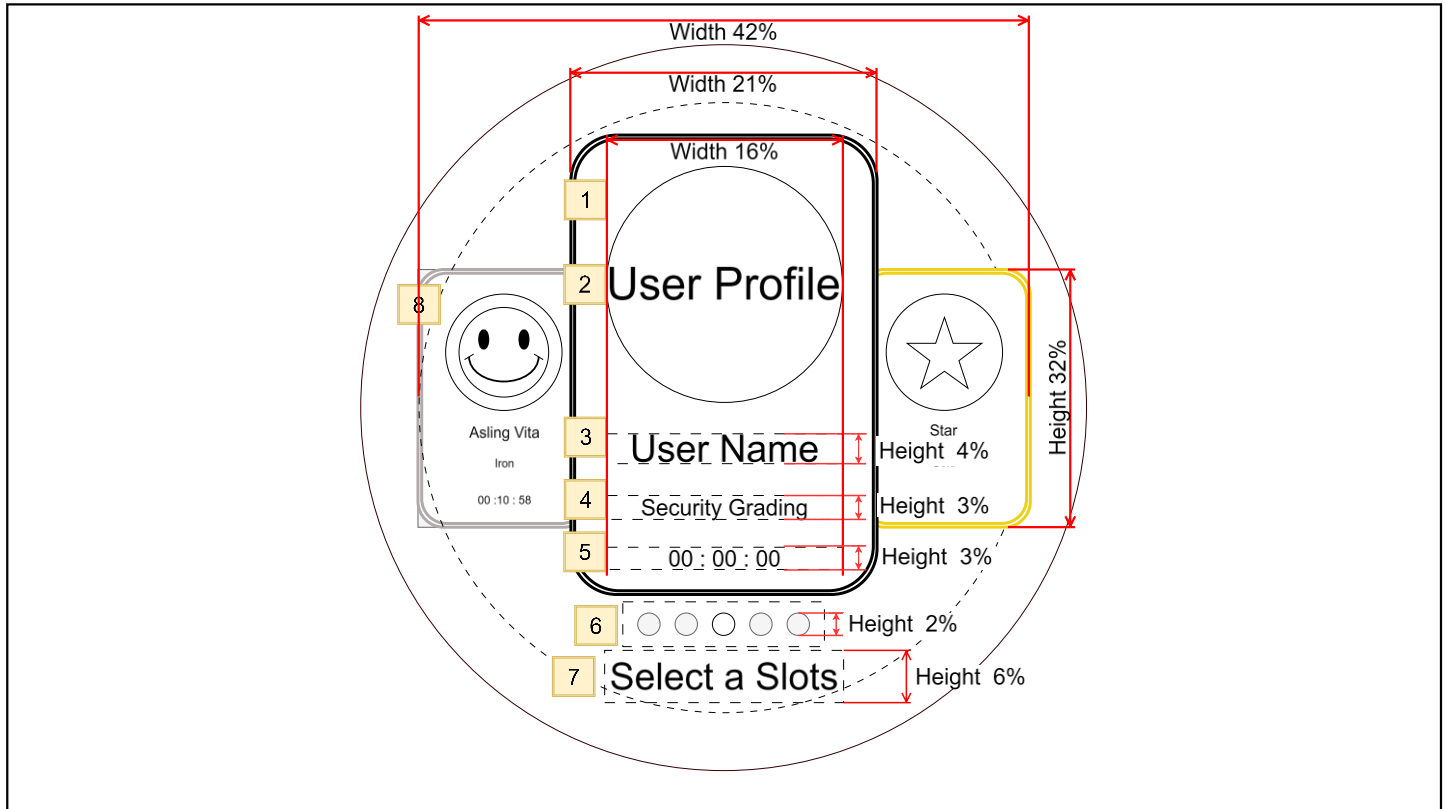 Width 42%
Width 21%
Width 16%
1
2
User Profile
8
Height 32%
Asling Vita
Iron
00 :10 : 58
Star
3
User Name
Height 4%
4
Security Grading
Height 3%
5
00 : 00 : 00
Height 3%
6
Height 2%
7
Select a Slots
Height 6%